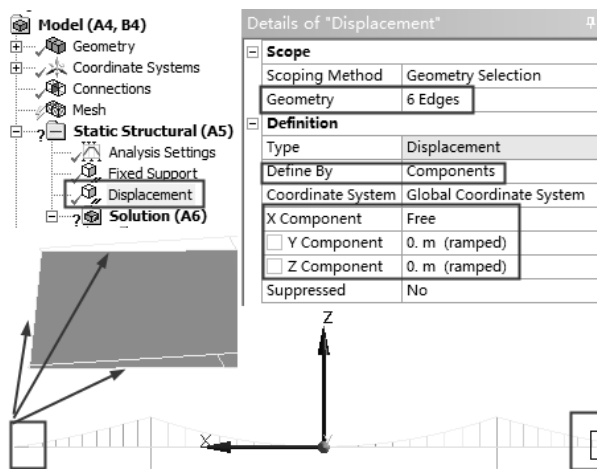 Model (A4, B4)
Geometry
Coordinate Systems
Connections
Mesh
Static Structural (A5)
Analysis Settings
Fixed Support
Displacement
Solution (A6)
Details of "Displacement"
Scope
Scoping Method Geometry Selection
Geometry 6 Edges
Definition
Type Displacement
Define By Components
Coordinate System Global Coordinate System
X Component Free
Y Component 0. m (ramped)
Z Component 0. m (ramped)
Suppressed No
Z
X